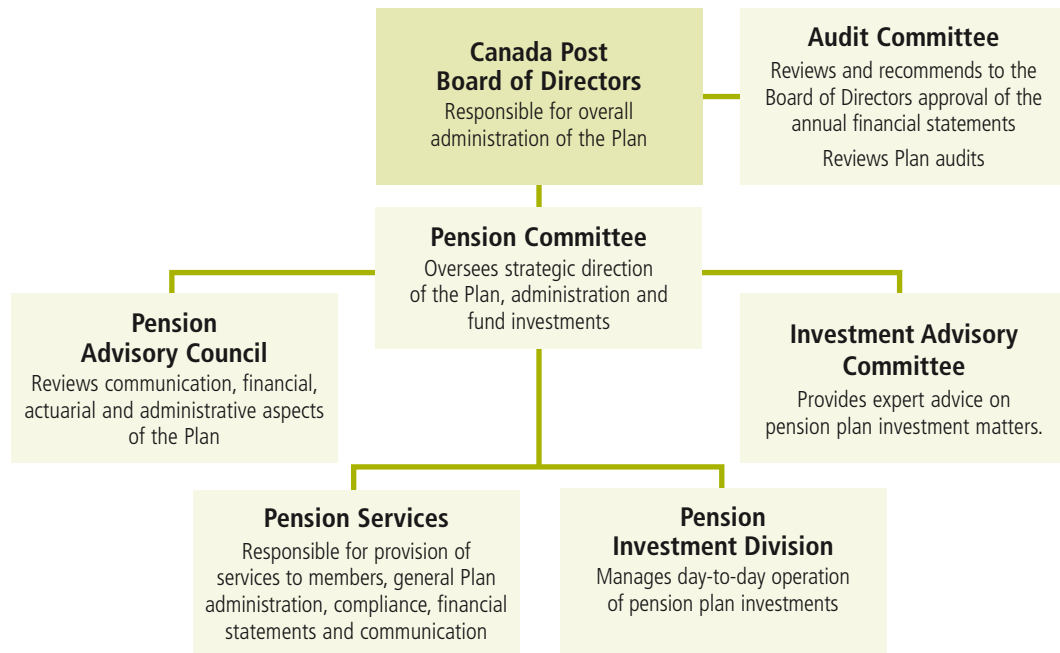 Canada Post
Board of Directors
Responsible for overall
administration of the Plan
Audit Committee
Reviews and recommends to the
Board of Directors approval of the
annual financial statements
Reviews Plan audits
Pension Committee
Oversees strategic direction
of the Plan, administration and
fund investments
Pension
Advisory Council
Reviews communication, financial,
actuarial and administrative aspects
of the Plan
Investment Advisory
Committee
Provides expert advice on
pension plan investment matters.
Pension Services
Responsible for provision of
services to members, general Plan
administration, compliance, financial
statements and communication
Pension
Investment Division
Manages day-to-day operation
of pension plan investments